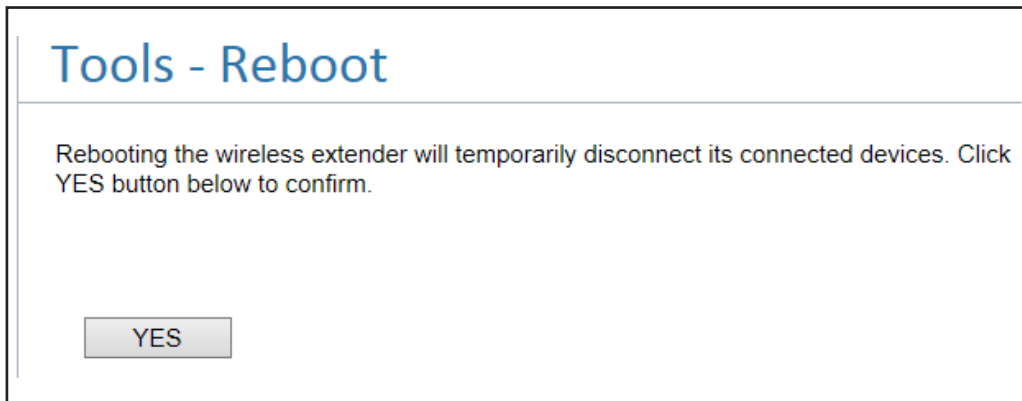 Tools - Reboot
Rebooting the wireless extender will temporarily disconnect its connected devices. Click
YES button below to confirm.
YES